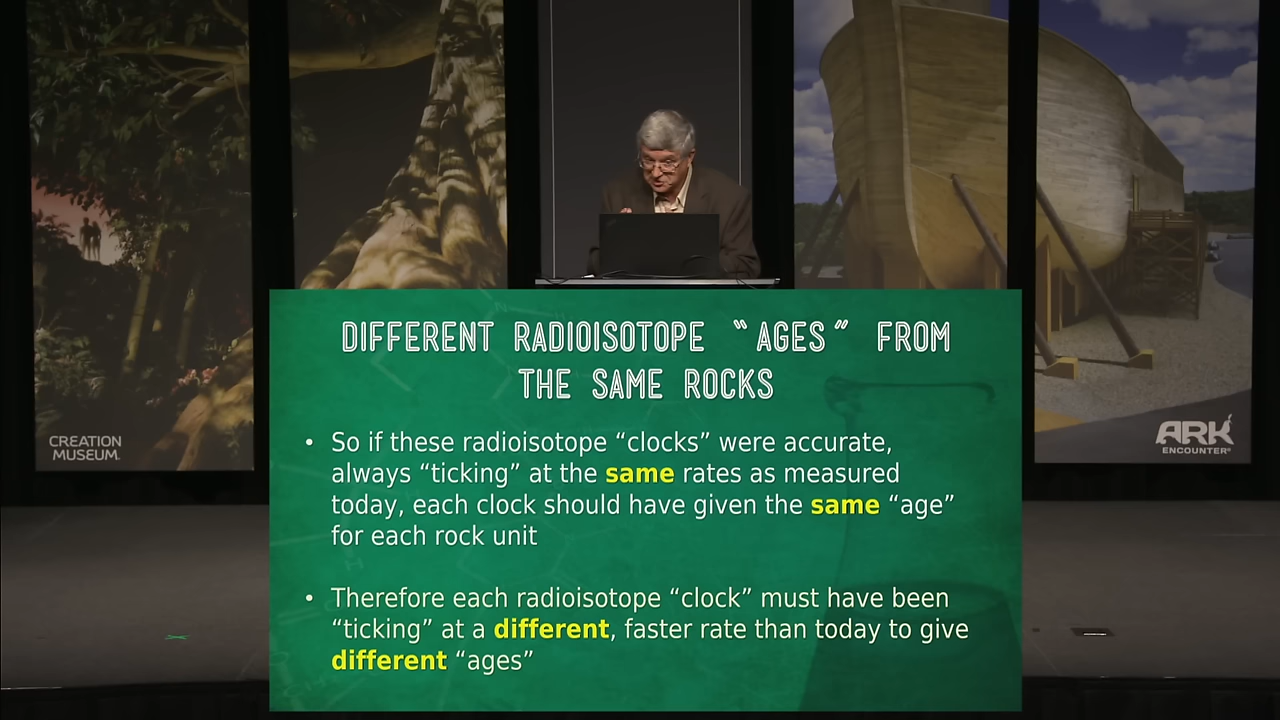 DIFFERENT RADIOISOTOPE "AGES" FROM
THE SAME ROCKS
• So if these radioisotope “clocks” were accurate,
always “ticking” at the same rates as measured
today, each clock should have given the same “age”
for each rock unit
• Therefore each radioisotope “clock” must have been
“ticking” at a different, faster rate than today to give
different “ages”
CREATION
MUSEUM
ARK
ENCOUNTER